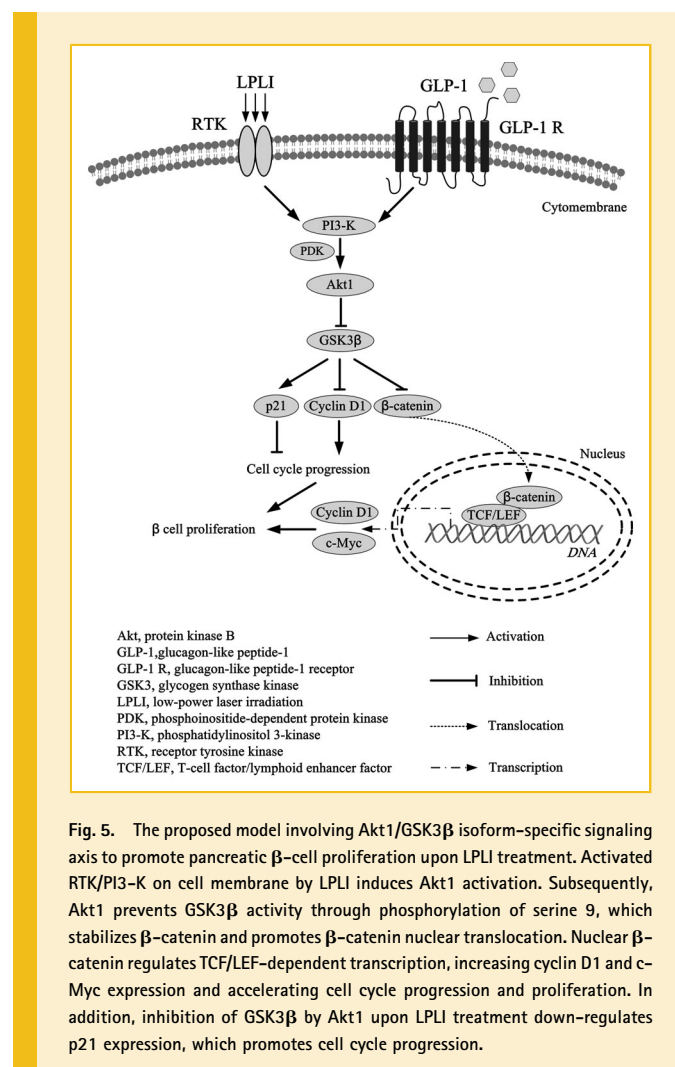 LPLI
GLP-1
RTK
GLP-1 R
Cytomembrane
PI3-K
PDK
Akt1
GSK3β
p21
Cyclin D1
β-catenin
Cell cycle progression
Nucleus
β-catenin
TCF/LEF
DNA
Cyclin D1
β cell proliferation
c-Myc
Akt, protein kinase B
GLP-1,glucagon-like peptide-1
GLP-1 R, glucagon-like peptide-1 receptor
GSK3, glycogen synthase kinase
LPLI, low-power laser irradiation
PDK, phosphoinositide-dependent protein kinase
PI3-K, phosphatidylinositol 3-kinase
RTK, receptor tyrosine kinase
TCF/LEF, T-cell factor/lymphoid enhancer factor
Activation
Inhibition
Translocation
Transcription
Fig. 5. The proposed model involving Akt1/GSK3β isoform-specific signaling
axis to promote pancreatic β-cell proliferation upon LPLI treatment. Activated
RTK/PI3-K on cell membrane by LPLI induces Akt1 activation. Subsequently,
Akt1 prevents GSK3β activity through phosphorylation of serine 9, which
stabilizes β-catenin and promotes β-catenin nuclear translocation. Nuclear β-
catenin regulates TCF/LEF-dependent transcription, increasing cyclin D1 and c-
Myc expression and accelerating cell cycle progression and proliferation. In
addition, inhibition of GSK3β by Akt1 upon LPLI treatment down-regulates
p21 expression, which promotes cell cycle progression.